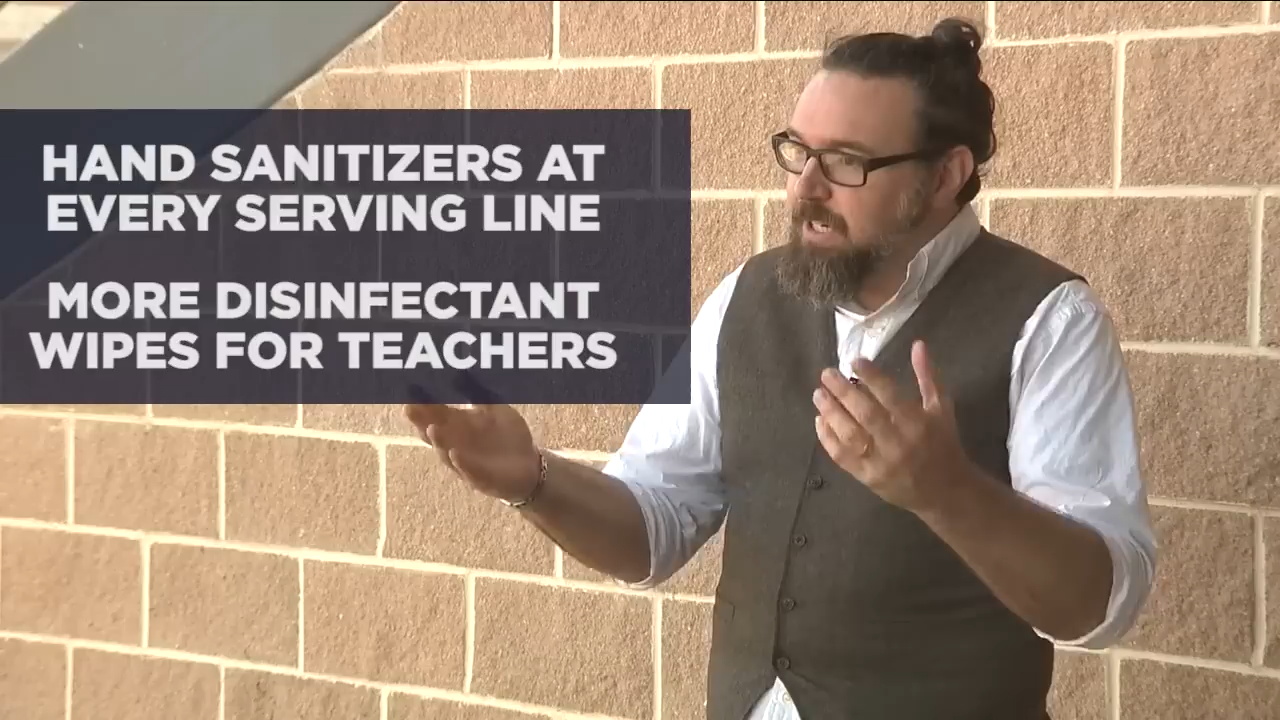 HAND SANITIZERS AT
EVERY SERVING LINE
MORE DISINFECTANT
WIPES FOR TEACHERS